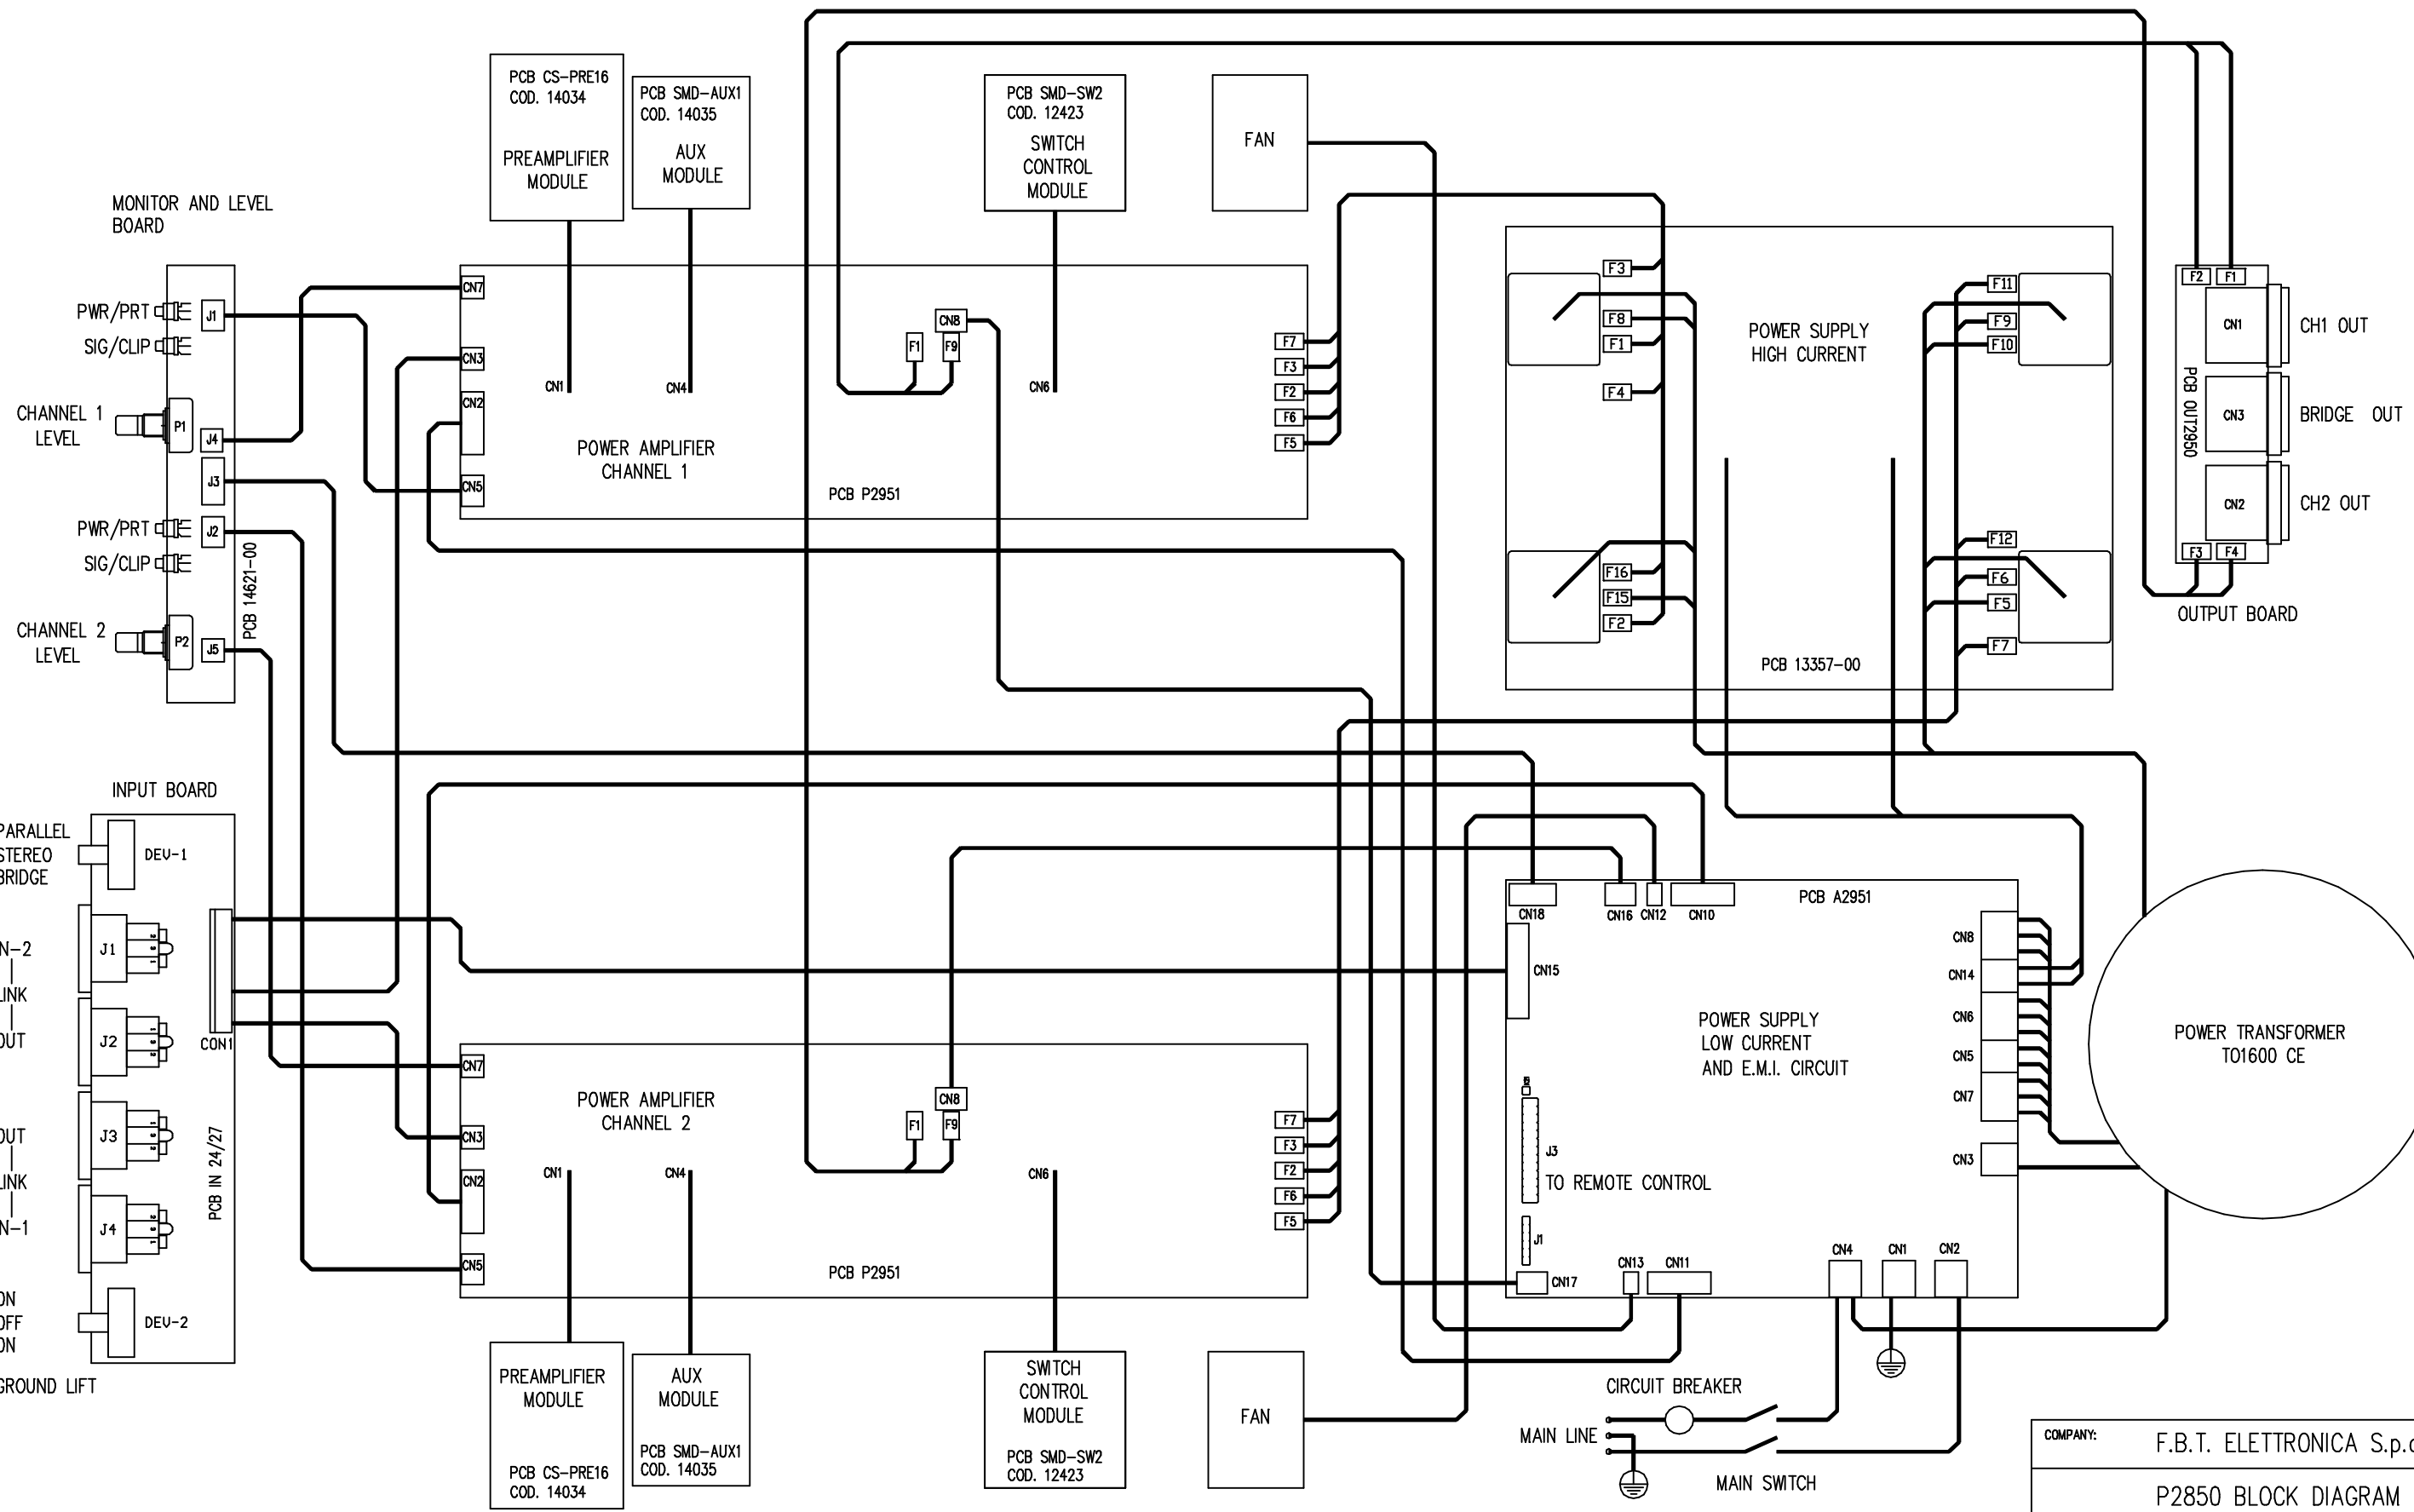 PCB CS-PRE16
COD. 14034
PREAMPLIFIER
MODULE
PCB SMD-AUX1
COD. 14035
AUX
MODULE
PCB SMD-SW2
COD. 12423
SWITCH
CONTROL
MODULE
FAN
MONITOR AND LEVEL
BOARD
PWR/PRT
J1
SIG/CLIP
CHANNEL 1
LEVEL
P1
J4
J3
PWR/PRT
J2
SIG/CLIP
PCB 14621-00
CHANNEL 2
LEVEL
P2
J5
CN7
CN3
CN2
CN5
CN1
CN4
CN8
F1
F9
CN6
POWER AMPLIFIER
CHANNEL 1
PCB P2951
F7
F3
F2
F6
F5
F3
F8
F1
F4
F16
F15
F2
POWER SUPPLY
HIGH CURRENT
PCB 13357-00
F11
F9
F10
F12
F6
F5
F7
F2
F1
CN1
CH1 OUT
PCB OUT2950
CN3
BRIDGE OUT
CN2
CH2 OUT
F3
F4
OUTPUT BOARD
INPUT BOARD
PARALLEL
STEREO
BRIDGE
DEV-1
N-2
LINK
OUT
J1
J2
CON1
OUT
LINK
N-1
J3
J4
PCB IN 24/27
ON
OFF
ON
DEV-2
GROUND LIFT
CN7
CN3
CN2
CN5
POWER AMPLIFIER
CHANNEL 2
CN8
F1
F9
CN1
CN4
CN6
PCB P2951
F7
F3
F2
F6
F5
PREAMPLIFIER
MODULE
PCB CS-PRE16
COD. 14034
AUX
MODULE
PCB SMD-AUX1
COD. 14035
SWITCH
CONTROL
MODULE
PCB SMD-SW2
COD. 12423
FAN
PCB A2951
CN18
CN16
CN12
CN10
CN15
CN8
CN14
CN6
CN5
CN7
CN3
POWER SUPPLY
LOW CURRENT
AND E.M.I. CIRCUIT
J3
TO REMOTE CONTROL
J1
CN17
CN13
CN11
CN4
CN1
CN2
POWER TRANSFORMER
TO1600 CE
CIRCUIT BREAKER
MAIN LINE
MAIN SWITCH
COMPANY:
F.B.T. ELETTRONICA S.p.
P2850 BLOCK DIAGRAM